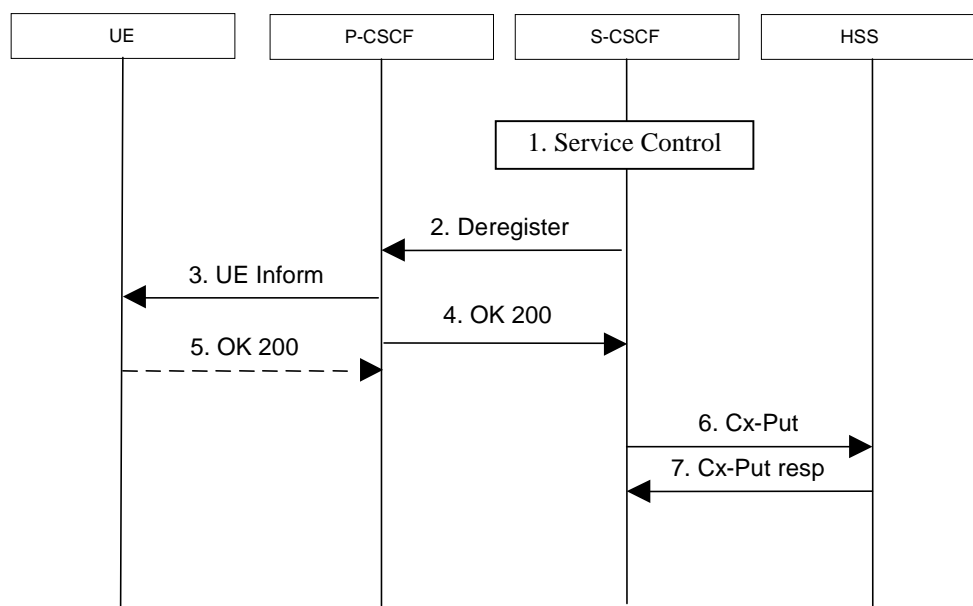 UE
P-CSCF
S-CSCF
HSS
1. Service Control
2. Deregister
3. UE Inform
4. OK 200
5. OK 200
6. Cx-Put
7. Cx-Put resp